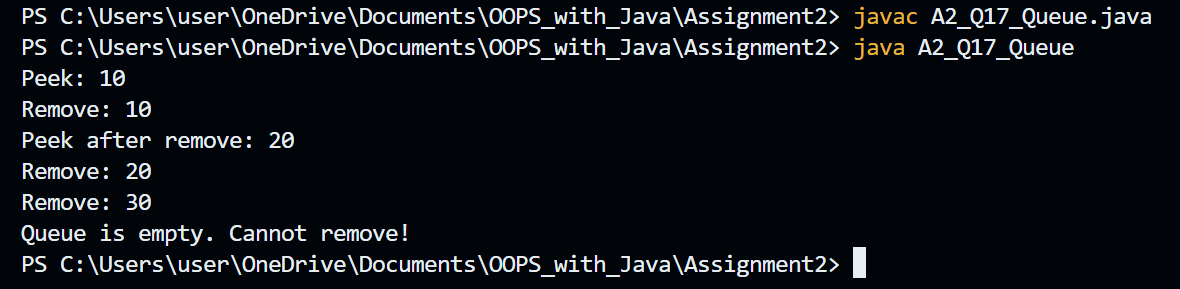 PS C:\Users\user\OneDrive\Documents\OOPS_with_Java\Assignment2> javac A2_Q17_Queue.java
PS C:\Users\user\OneDrive\Documents\OOPS_with_Java\Assignment2> java A2_Q17_Queue
Peek: 10
Remove: 10
Peek after remove: 20
Remove: 20
Remove: 30
Queue is empty. Cannot remove!
PS C:\Users\user\OneDrive\Documents\OOPS_with_Java\Assignment2>